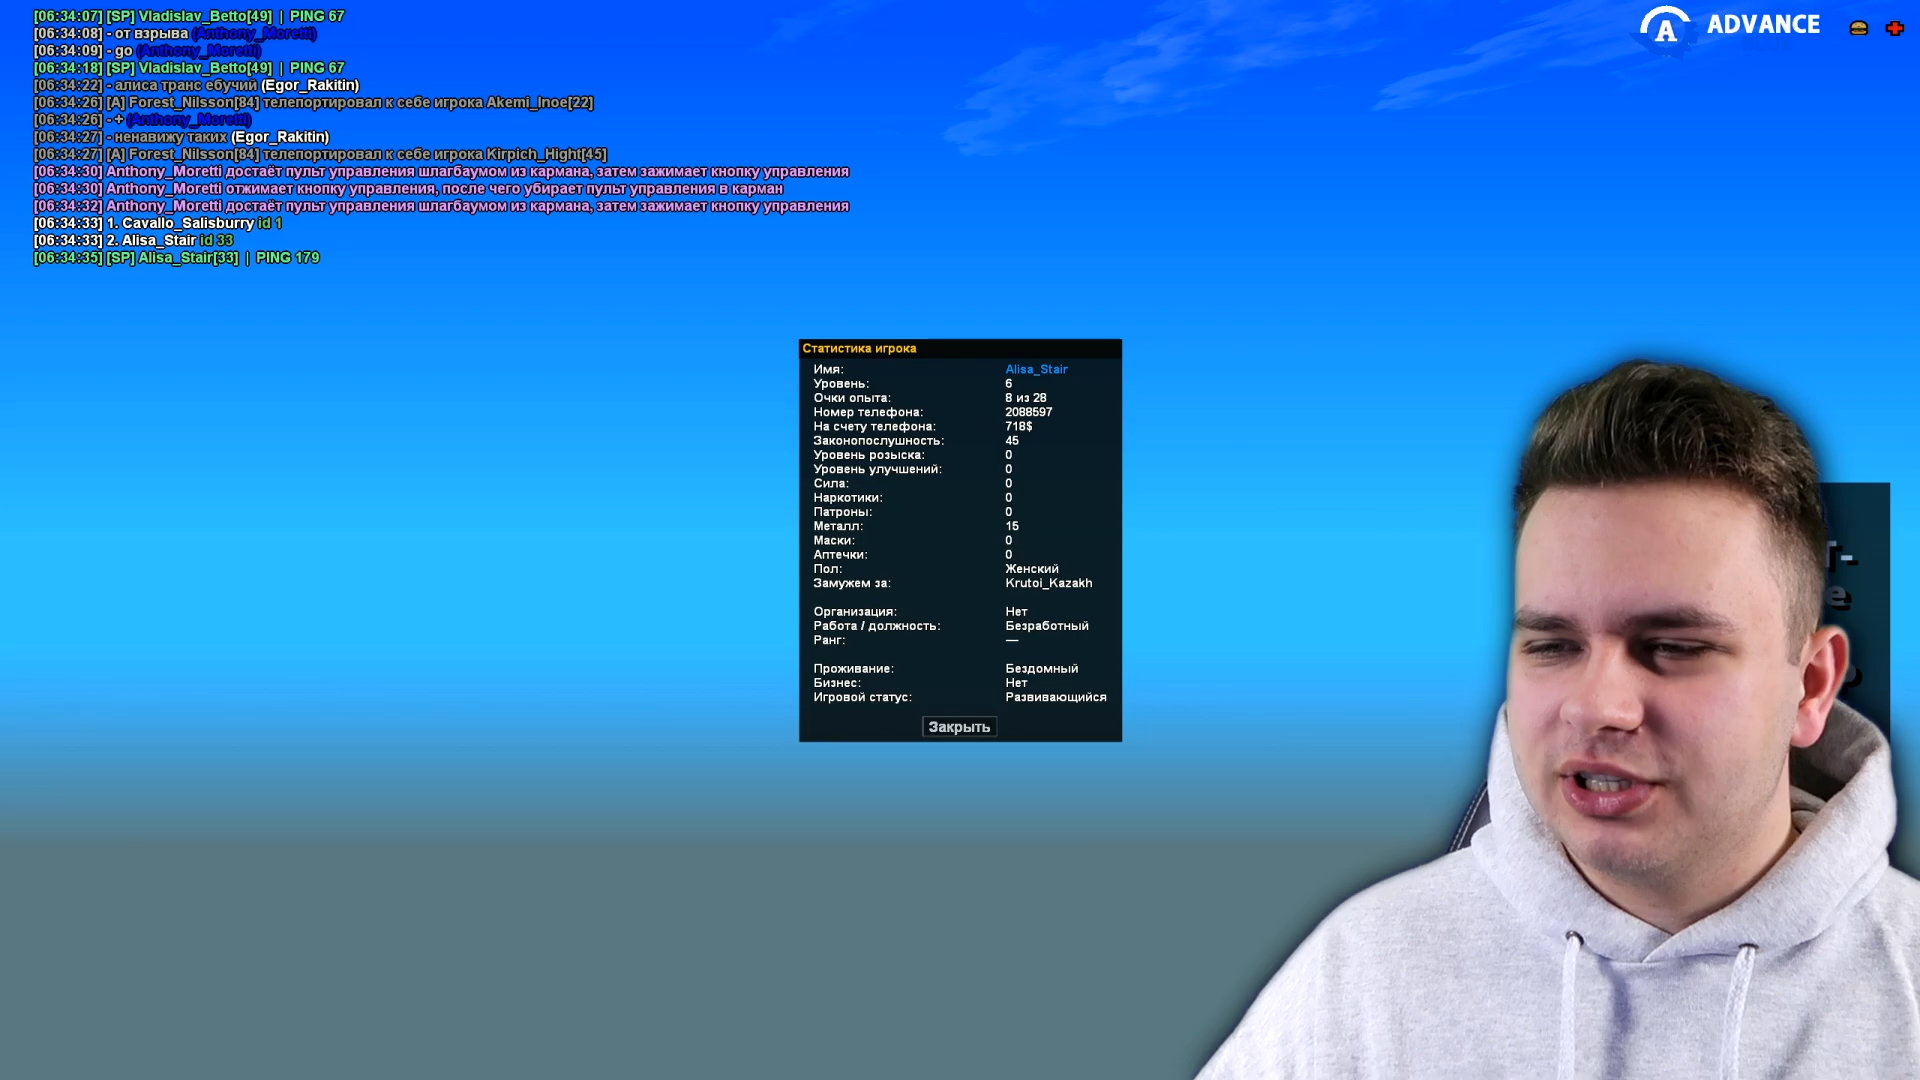 [06:34:07] [SP] Vladislav_Betto[49] | PING 67
[06:34:08] - от взрыва (Anthony_Moretti)
[06:34:09] - go (Anthony_Moretti)
[06:34:18] [SP] Vladislav_Betto[49] | PING 67
[06:34:22] - алиса транс ебучий (Egor_Rakitin)
[06:34:26] [A] Forest_Nilsson[84] телепортировал к себе игрока Akemi_Inoe[22]
[06:34:26] - + (Anthony_Moretti)
[06:34:27] - ненавижу таких (Egor_Rakitin)
[06:34:27] [A] Forest_Nilsson[84] телепортировал к себе игрока Kirpich_Hight[45]
[06:34:30] Anthony_Moretti достаёт пульт управления шлагбаумом из кармана, затем зажимает кнопку управления
[06:34:30] Anthony_Moretti отжимает кнопку управления, после чего убирает пульт управления в карман
[06:34:32] Anthony_Moretti достаёт пульт управления шлагбаумом из кармана, затем зажимает кнопку управления
[06:34:33] 1. Cavallo_Salisburry id 1
[06:34:33] 2. Alisa_Stair id 33
[06:34:35] [SP] Alisa_Stair[33] | PING 179
ADVANCE
Статистика игрока
Имя: Alisa_Stair
Уровень: 6
Очки опыта: 8 из 28
Номер телефона: 2088597
На счету телефона: 718$
Законопослушность: 45
Уровень розыска: 0
Уровень улучшений: 0
Сила: 0
Наркотики: 0
Патроны: 0
Металл: 15
Маски: 0
Аптечки: 0
Пол: Женский
Замужем за: Krutoi_Kazakh
Организация: Нет
Работа / должность: Безработный
Ранг: —
Проживание: Бездомный
Бизнес: Нет
Игровой статус: Развивающийся
Закрыть